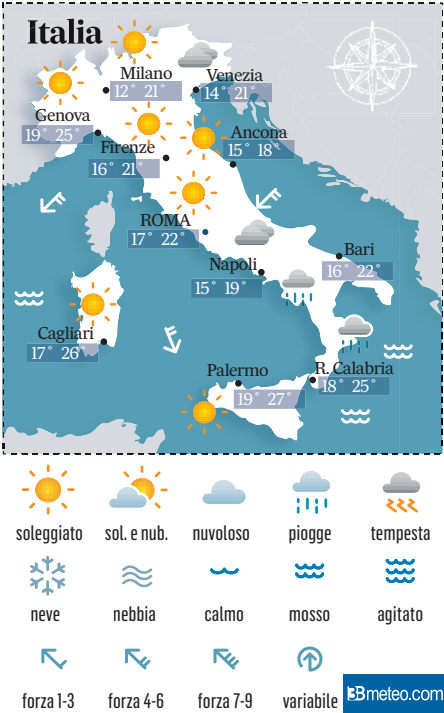 Italia
Milano
12° 21°
Venezia
14° 21°
Genova
19° 25°
Firenze
16° 21°
Ancona
15° 18°
ROMA
17° 22°
Napoli
15° 19°
Bari
16° 22°
Cagliari
17° 26°
Palermo
19° 27°
R. Calabria
18° 25°
soleggiato sol. e nub. nuvoloso piogge tempesta
neve nebbia calmo mosso agitato
forza 1-3 forza 4-6 forza 7-9 variabile
3Bmeteo.com